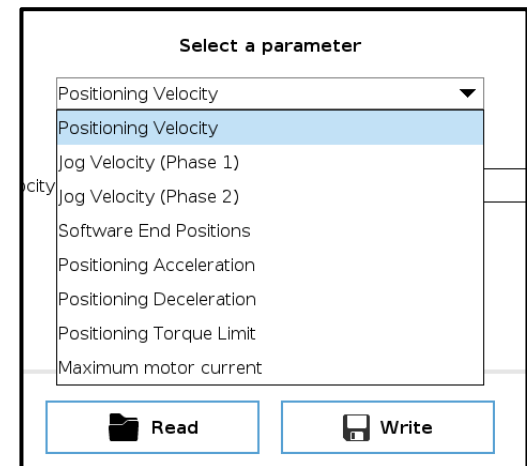 Select a parameter
Positioning Velocity
Positioning Velocity
Jog Velocity (Phase 1)
Jog Velocity (Phase 2)
Software End Positions
Positioning Acceleration
Positioning Deceleration
Positioning Torque Limit
Maximum motor current
Read Write